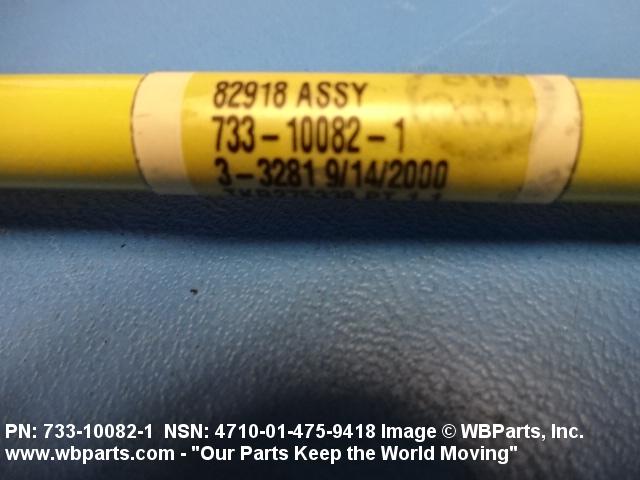 82918 ASSY
733-10082-1
3-3281 9/14/2000
PN: 733-10082-1 NSN: 4710-01-475-9418 Image © WBParts, Inc.
www.wbparts.com - "Our Parts Keep the World Moving"